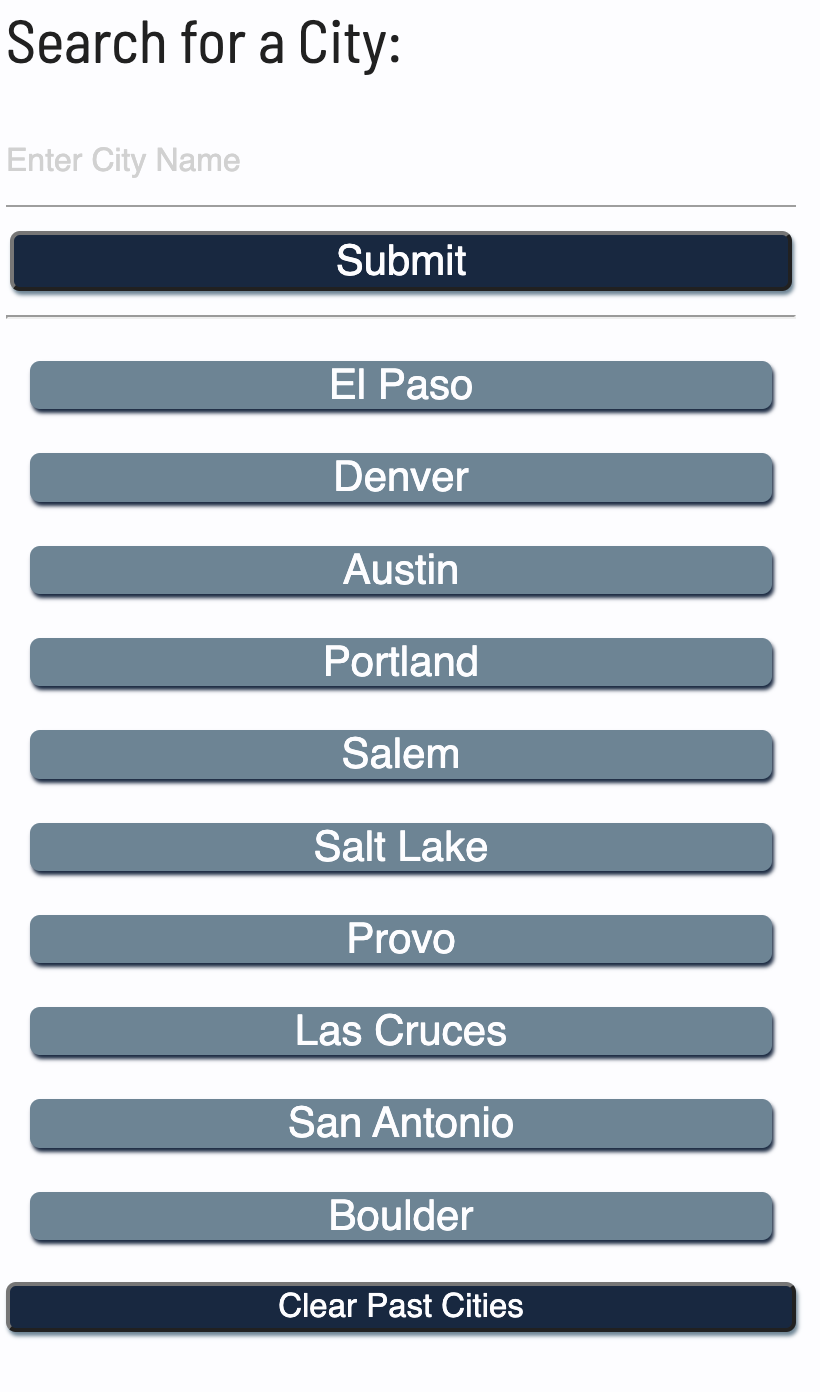 Search for a City:
Enter City Name
Submit
El Paso
Denver
Austin
Portland
Salem
Salt Lake
Provo
Las Cruces
San Antonio
Boulder
Clear Past Cities